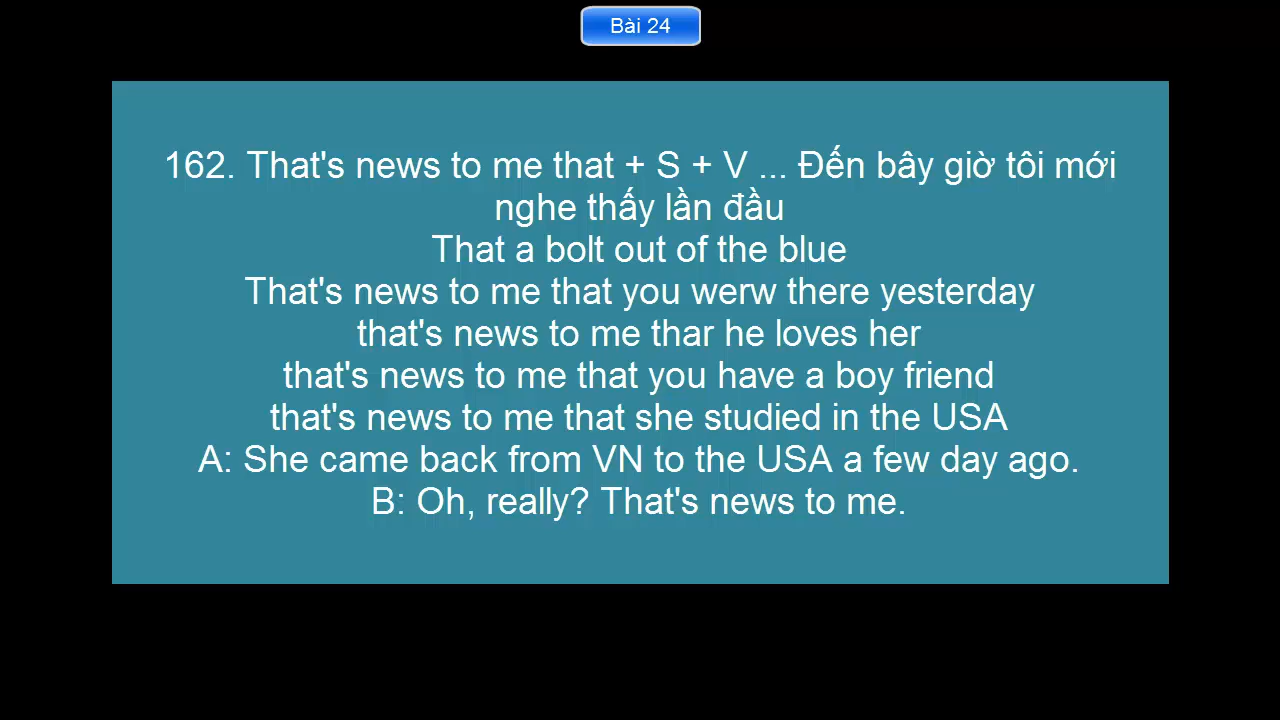 Bài 24
162. That's news to me that + S + V ... Đến bây giờ tôi mới
nghe thấy lần đầu
That a bolt out of the blue
That's news to me that you werw there yesterday
that's news to me thar he loves her
that's news to me that you have a boy friend
that's news to me that she studied in the USA
A: She came back from VN to the USA a few day ago.
B: Oh, really? That's news to me.